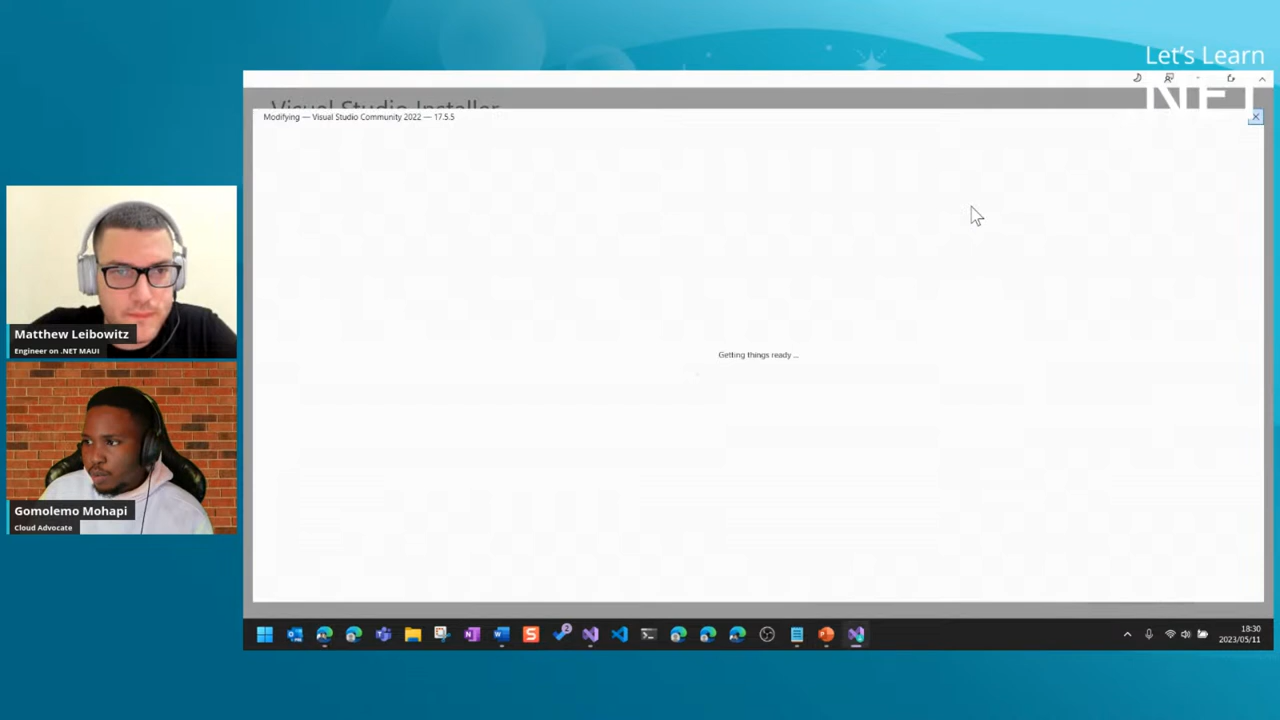 Let's Learn
.NET
Visual Studio Installer
Modifying — Visual Studio Community 2022 — 17.5.5
Getting things ready ...
Matthew Leibowitz
Engineer on .NET MAUI
Gomolemo Mohapi
Cloud Advocate
2
18:30
2023/05/11